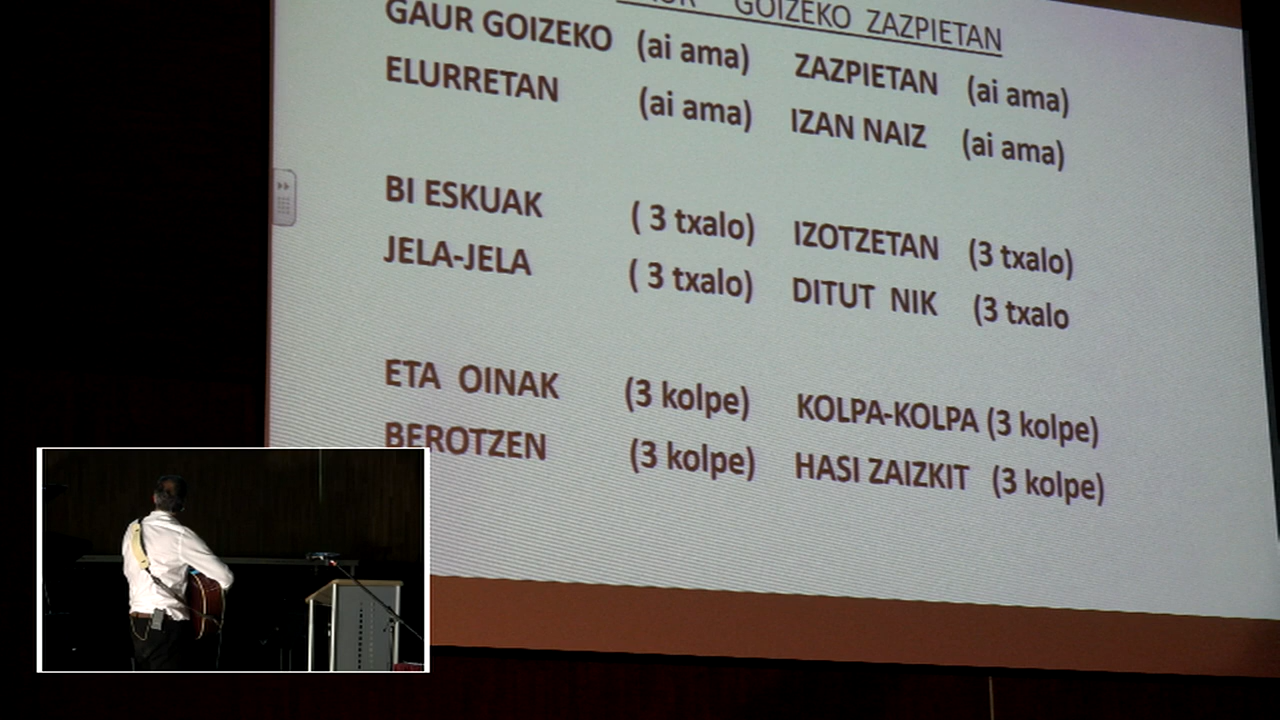 GOIZEKO ZAZPIETAN
GAUR GOIZEKO (ai ama) ZAZPIETAN (ai ama)
ELURRETAN (ai ama) IZAN NAIZ (ai ama)
BI ESKUAK ( 3 txalo) IZOTZETAN (3 txalo)
JELA-JELA ( 3 txalo) DITUT NIK (3 txalo
ETA OINAK (3 kolpe) KOLPA-KOLPA (3 kolpe)
BEROTZEN (3 kolpe) HASI ZAIZKIT (3 kolpe)